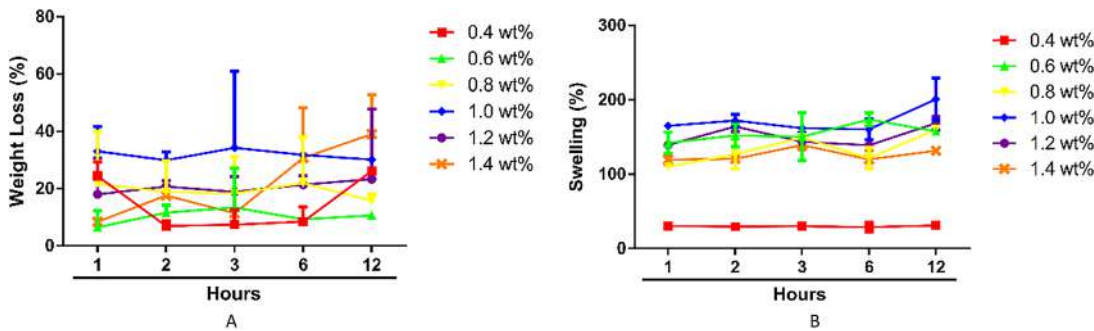 80
60
40
20
0
Weight Loss (%)
1 2 3 6 12
Hours
A
0.4 wt%
0.6 wt%
0.8 wt%
1.0 wt%
1.2 wt%
1.4 wt%
300
200
100
0
Swelling (%)
1 2 3 6 12
Hours
B
0.4 wt%
0.6 wt%
0.8 wt%
1.0 wt%
1.2 wt%
1.4 wt%